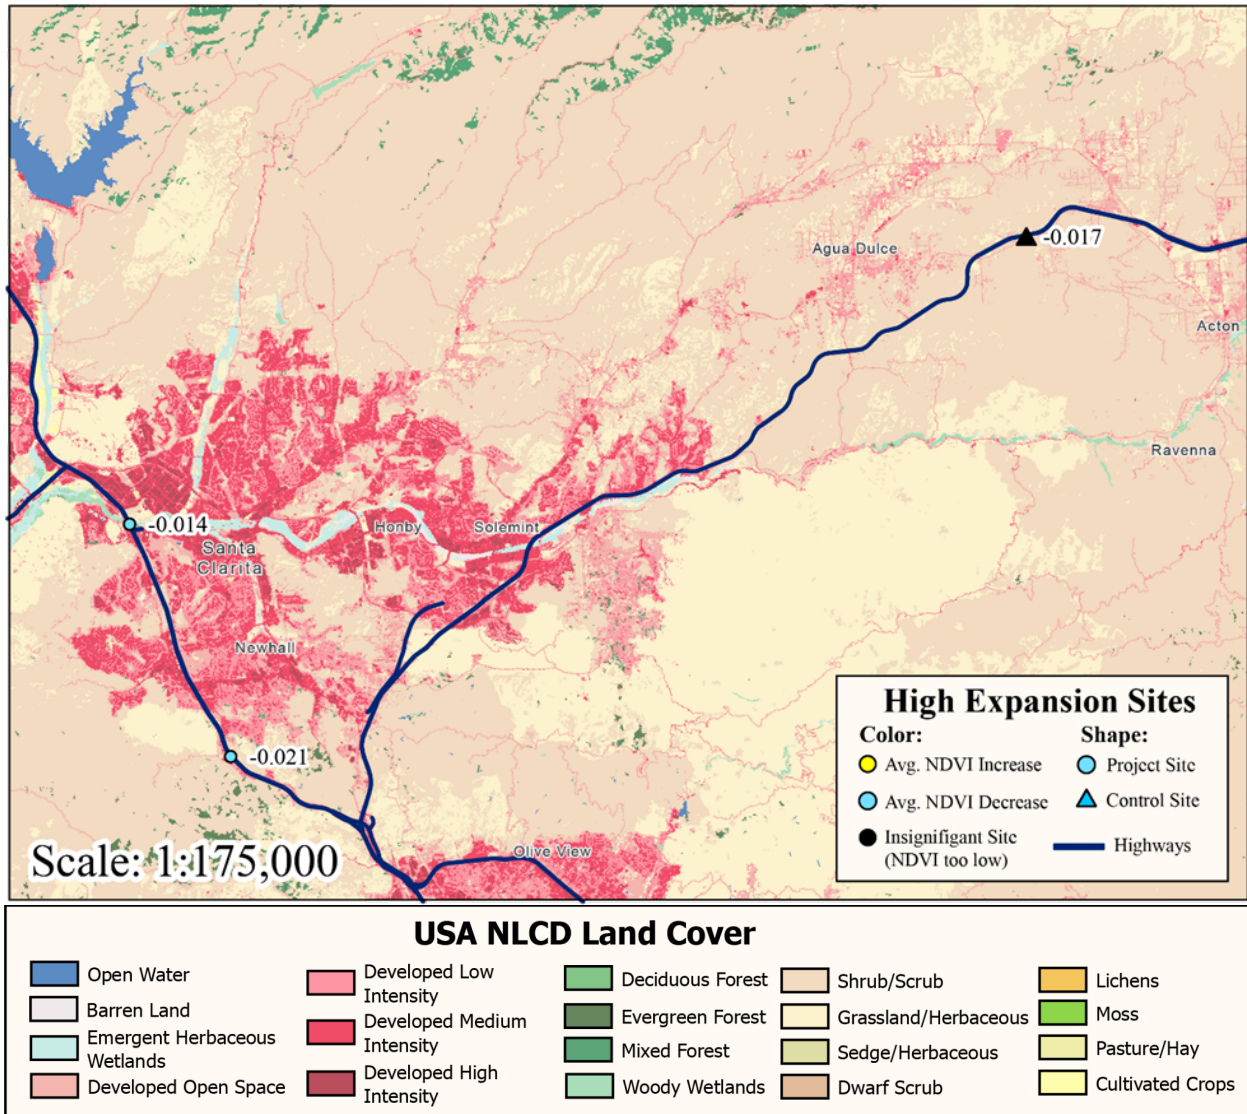 Agua Dulce
-0.017
Acton
Ravenna
-0.014
Honby
Solemint
Santa
Clarita
Newhall
-0.021
Olive View
Scale: 1:175,000
High Expansion Sites
Color:
Avg. NDVI Increase
Avg. NDVI Decrease
Insignifigant Site
(NDVI too low)
Shape:
Project Site
Control Site
Highways
USA NLCD Land Cover
Open Water
Barren Land
Emergent Herbaceous
Wetlands
Developed Open Space
Developed Low
Intensity
Developed Medium
Intensity
Developed High
Intensity
Deciduous Forest
Evergreen Forest
Mixed Forest
Woody Wetlands
Shrub/Scrub
Grassland/Herbaceous
Sedge/Herbaceous
Dwarf Scrub
Lichens
Moss
Pasture/Hay
Cultivated Crops